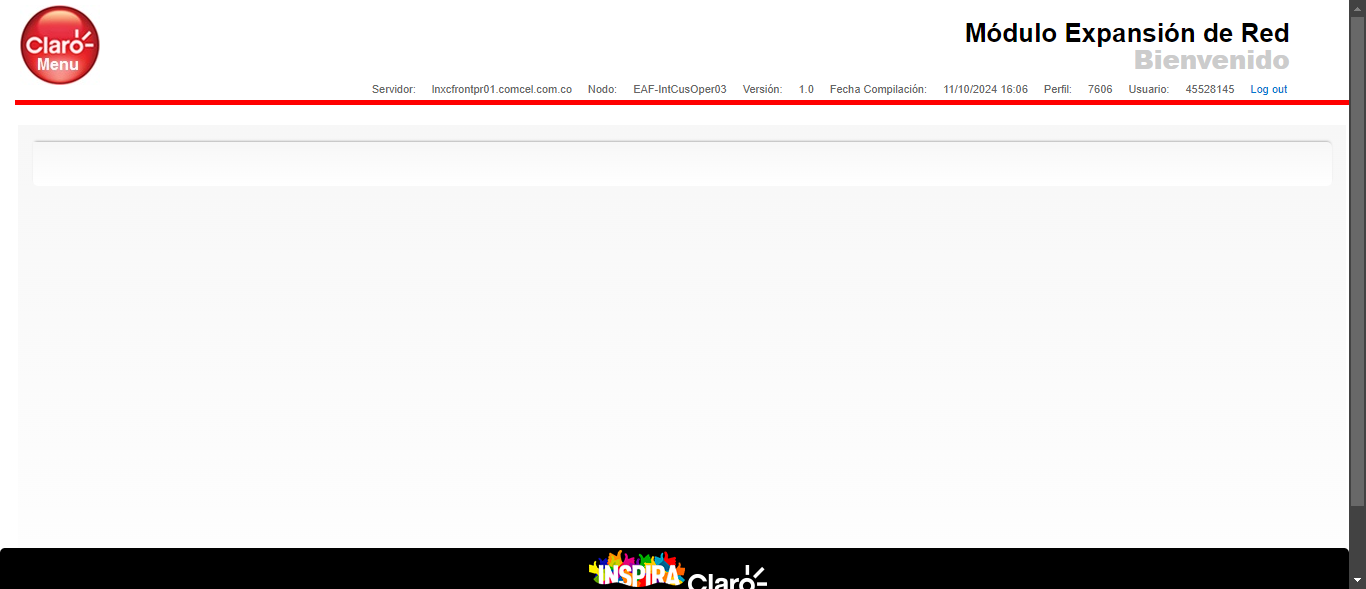 Claro
Menu
Módulo Expansión de Red
Bienvenido
Servidor: lnxcfrontpr01.comcel.com.co Nodo: EAF-IntCusOper03 Versión: 1.0 Fecha Compilación: 11/10/2024 16:06 Perfil: 7606 Usuario: 45528145 Log out
INSPIRA Claro